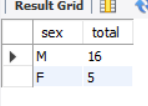 Result Grid
sex total
M 16
F 5